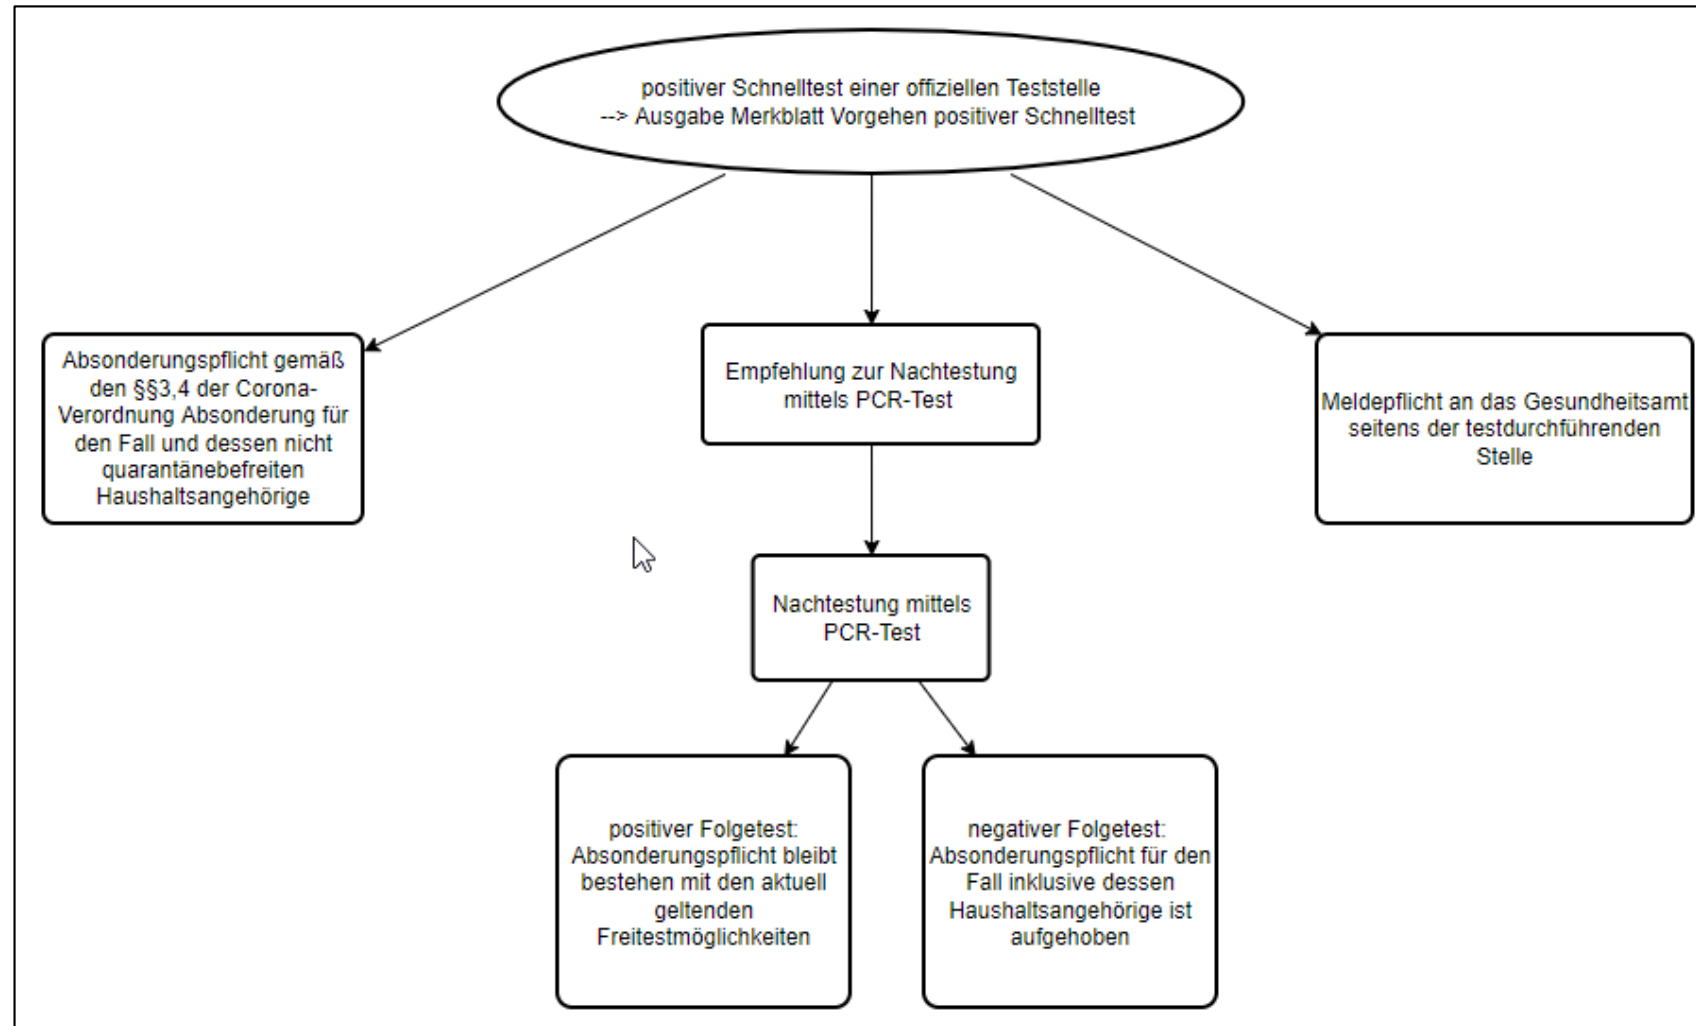 positiver Schnelltest einer offiziellen Teststelle
--> Ausgabe Merkblatt Vorgehen positiver Schnelltest
Absonderungspflicht gemäß
den §§3,4 der Corona-
Verordnung Absonderung für
den Fall und dessen nicht
quarantänebefreiten
Haushaltsangehörige
Empfehlung zur Nachtestung
mittels PCR-Test
Meldepflicht an das Gesundheitsamt
seitens der testdurchführenden
Stelle
Nachtestung mittels
PCR-Test
positiver Folgetest:
Absonderungspflicht bleibt
bestehen mit den aktuell
geltenden
Freitestmöglichkeiten
negativer Folgetest:
Absonderungspflicht für den
Fall inklusive dessen
Haushaltsangehörige ist
aufgehoben